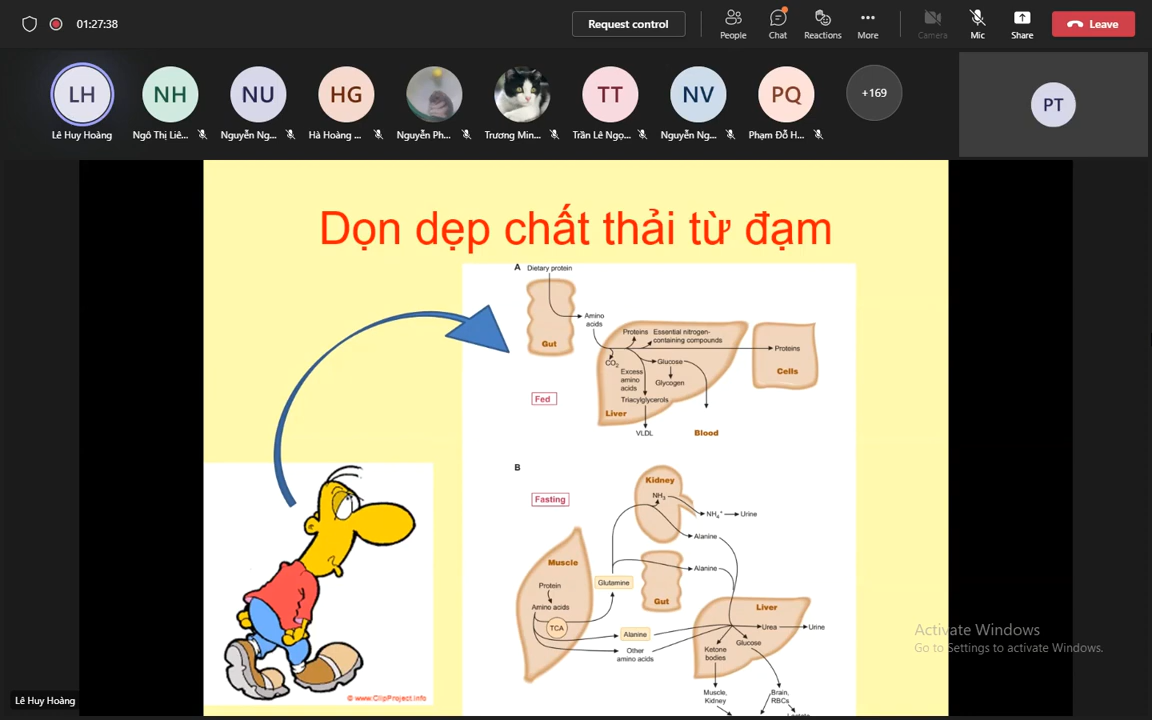 01:27:38
Request control
People
Chat
Reactions
More
Camera
Mic
Share
Leave
LH
NH
NU
HG
TT
NV
PQ
+169
PT
Lê Huy Hoàng
Ngô Thị Liê...
Nguyễn Ng...
Hà Hoàng ...
Nguyễn Ph...
Trương Min...
Trần Lê Ngọ...
Nguyễn Ng...
Phạm Đỗ H...
Dọn dẹp chất thải từ đạm
A
Dietary protein
Gut
Amino
acids
Proteins
Essential nitrogen-
containing compounds
Proteins
CO2
Glucose
Excess
amino
acids
Glycogen
Cells
Triacylglycerols
Fed
Liver
VLDL
Blood
B
Fasting
Kidney
NH3
NH4+
Urine
Alanine
Muscle
Alanine
Protein
Glutemine
Gut
Amino acids
Liver
TCA
Alanine
Urea
Urine
Other
amino acids
Glucose
Ketone
bodies
Muscle,
Kidney
Brain,
RBCs
© www.ClipProject.info
Activate Windows
Go to Settings to activate Windows.
Lê Huy Hoàng